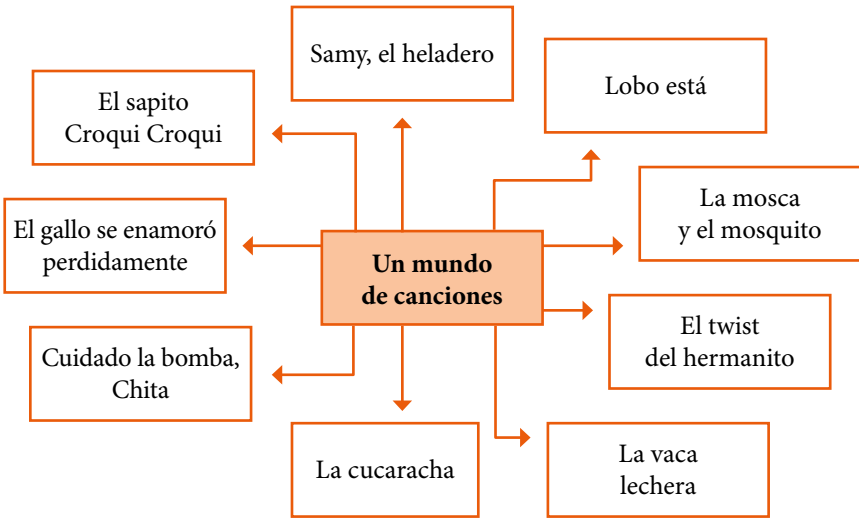 Samy, el heladero
Lobo está
El sapito
Croqui Croqui
La mosca
y el mosquito
El gallo se enamoró
perdidamente
Un mundo
de canciones
El twist
del hermanito
Cuidado la bomba,
Chita
La cucaracha
La vaca
lechera